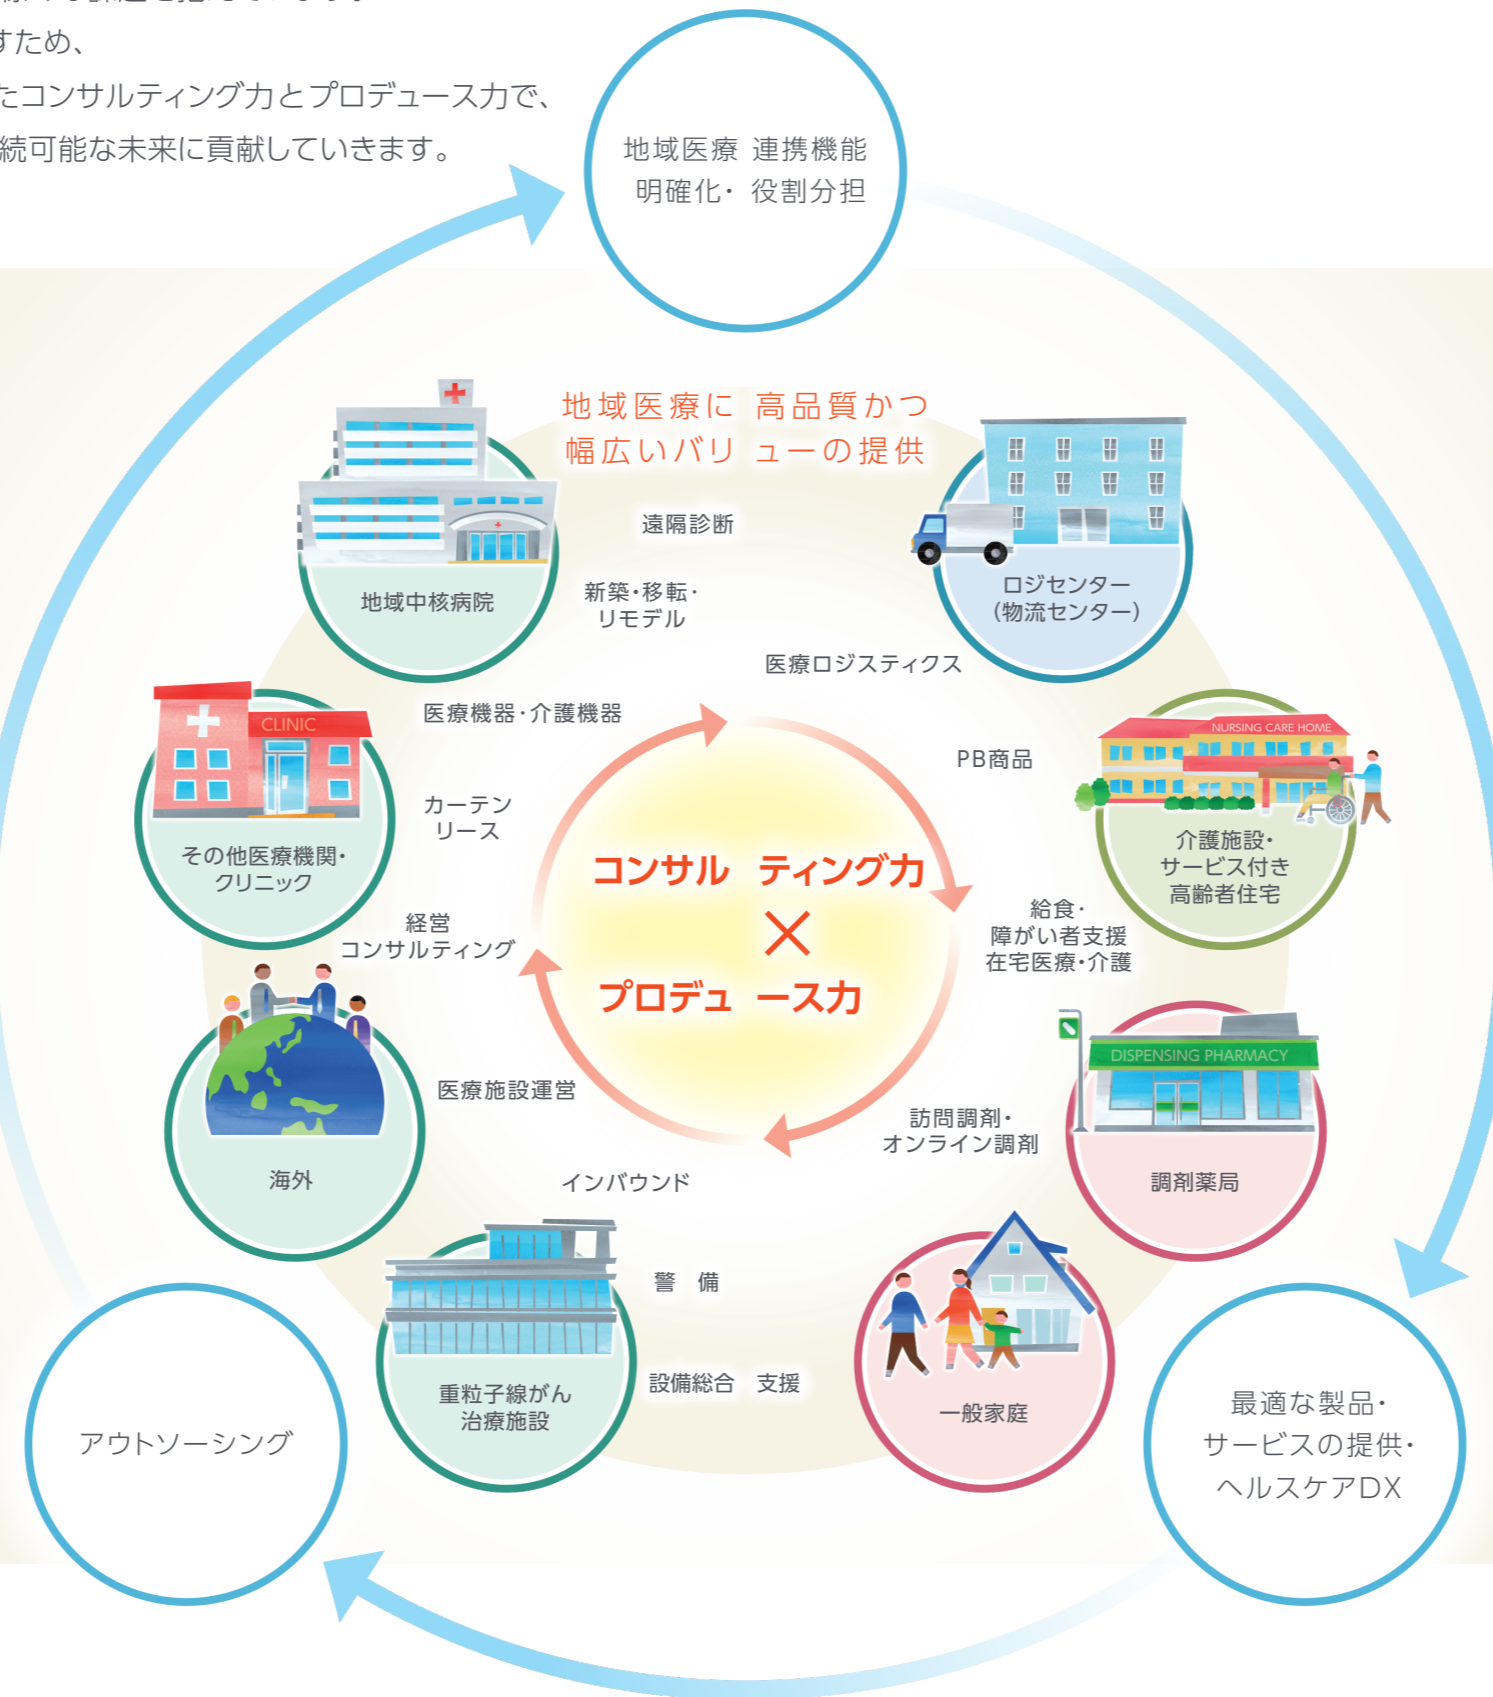 すため、
たコンサルティング力とプロデュース力で、
続可能な未来に貢献していきます。
地域医療 連携機能
明確化・ 役割分担
地域医療に 高品質かつ
幅広いバリ ューの提供
遠隔診断
新築・移転・
リモデル
地域中核病院
ロジセンター
(物流センター)
医療ロジスティクス
医療機器・介護機器
CLINIC
NURSING CARE HOME
PB商品
カーテン
リース
その他医療機関・
クリニック
介護施設・
サービス付き
高齢者住宅
コンサル ティング力
×
プロデュ ース力
経営
コンサルティング
給食・
障がい者支援
在宅医療・介護
DISPENSING PHARMACY
医療施設運営
訪問調剤・
オンライン調剤
海外
調剤薬局
インバウンド
警 備
設備総合 支援
重粒子線がん
治療施設
一般家庭
アウトソーシング
最適な製品・
サービスの提供・
ヘルスケアDX